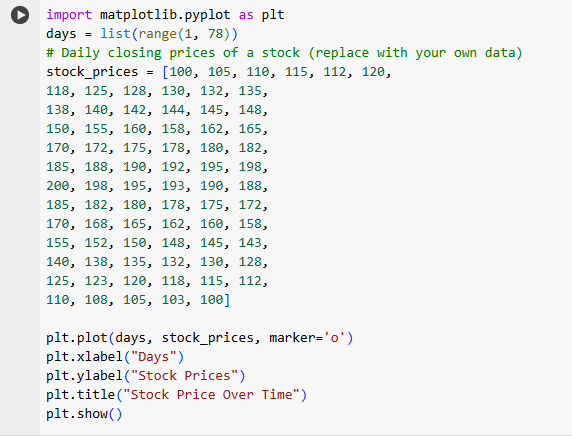 import matplotlib.pyplot as plt
days = list(range(1, 78))
# Daily closing prices of a stock (replace with your own data)
stock_prices = [100, 105, 110, 115, 112, 120,
118, 125, 128, 130, 132, 135,
138, 140, 142, 144, 145, 148,
150, 155, 160, 158, 162, 165,
170, 172, 175, 178, 180, 182,
185, 188, 190, 192, 195, 198,
200, 198, 195, 193, 190, 188,
185, 182, 180, 178, 175, 172,
170, 168, 165, 162, 160, 158,
155, 152, 150, 148, 145, 143,
140, 138, 135, 132, 130, 128,
125, 123, 120, 118, 115, 112,
110, 108, 105, 103, 100]
plt.plot(days, stock_prices, marker='o')
plt.xlabel("Days")
plt.ylabel("Stock Prices")
plt.title("Stock Price Over Time")
plt.show()